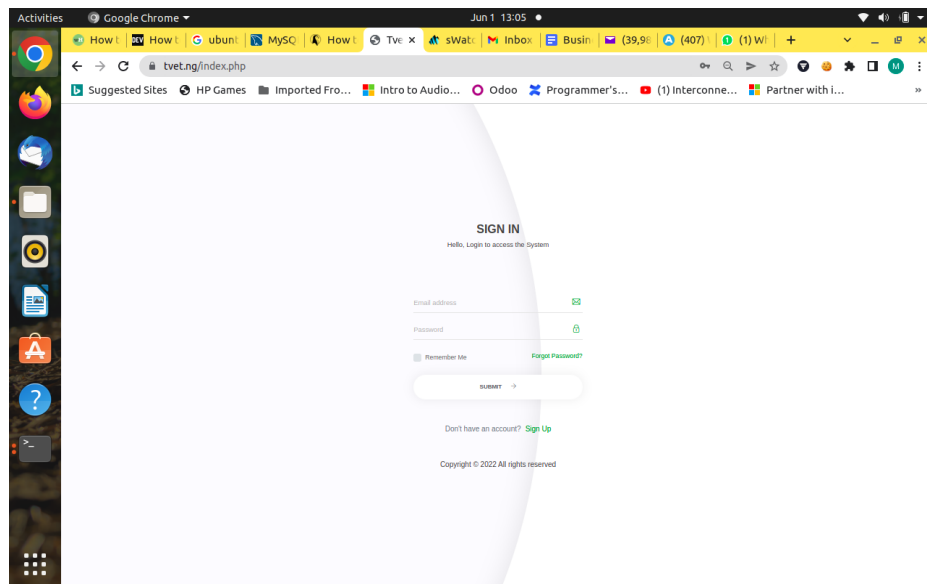 Activities Google Chrome Jun 1 13:05
How t DEV How t G ubunt MySQ How t Tve × sWatc M Inbox Busin (39,98 A (407) \ (1) Wh +
tvet.ng/index.php M
Suggested Sites HP Games Imported Fro... Intro to Audio... Odoo Programmer's... (1) Interconne... Partner with i... »
SIGN IN
Hello, Login to access the System
Email address
Password
Remember Me Forgot Password?
SUBMIT →
Don't have an account? Sign Up
Copyright © 2022 All rights reserved